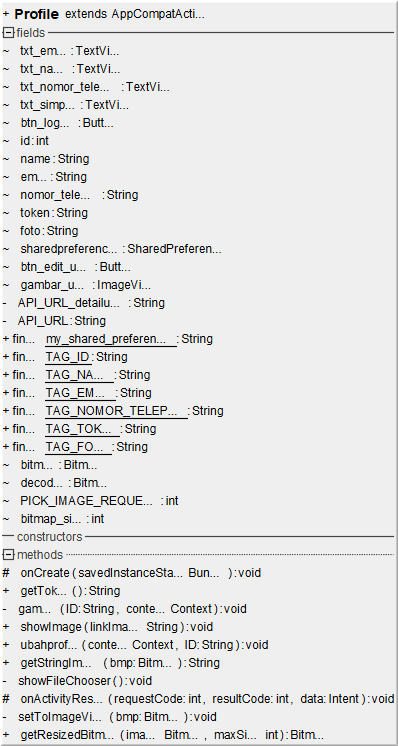 + Profile extends AppCompatActi...
fields
~ txt_em... : TextVi...
~ txt_na... : TextVi...
~ txt_nomor_tele... : TextVi...
~ txt_simp... : TextVi...
~ btn_log... : Butt...
~ id : int
~ name : String
~ em... : String
~ nomor_tele... : String
~ token : String
~ foto : String
~ sharedpreferenc... : SharedPreferen...
~ btn_edit_u... : Butt...
~ gambar_u... : ImageVi...
- API_URL_detailu... : String
- API_URL : String
+ fin... my_shared_preferen... : String
+ fin... TAG_ID : String
+ fin... TAG_NA... : String
+ fin... TAG_EM... : String
+ fin... TAG_NOMOR_TELEP... : String
+ fin... TAG_TOK... : String
+ fin... TAG_FO... : String
~ bitm... : Bitm...
~ decod... : Bitm...
~ PICK_IMAGE_REQUE... : int
~ bitmap_si... : int
constructors
methods
# onCreate ( savedInstanceSta... Bun... ) : void
+ getTok... () : String
- gam... ( ID : String , conte... Context ) : void
+ showImage ( linkIma... String ) : void
+ ubahprof... ( conte... Context , ID : String ) : void
+ getStringIm... ( bmp : Bitm... ) : String
- showFileChooser () : void
# onActivityRes... ( requestCode : int , resultCode : int , data : Intent ) : void
- setToImageVi... ( bmp : Bitm... ) : void
+ getResizedBitm... ( ima... Bitm... , maxSi... int ) : Bitm...